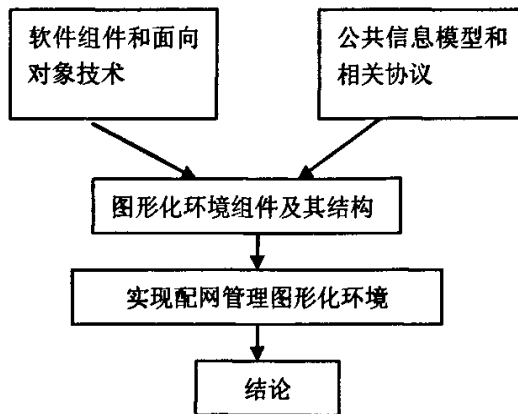 软件组件和面向
对象技术
公共信息模型和
相关协议
图形化环境组件及其结构
实现配网管理图形化环境
结论